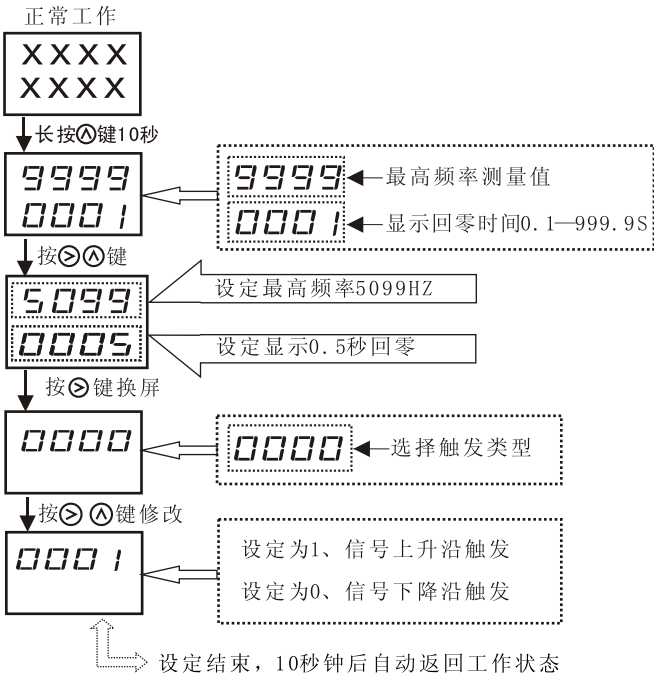 正常工作
XXXX
XXXX
长按Ⓐ键10秒
9999
0001
9999
最高频率测量值
0001
显示回零时间0.1—999.9S
按＞∧键
5099
0005
设定最高频率5099HZ
设定显示0.5秒回零
按＞键换屏
0000
0000
选择触发类型
按＞∧键修改
0001
设定为1、信号上升沿触发
设定为0、信号下降沿触发
设定结束，10秒钟后自动返回工作状态